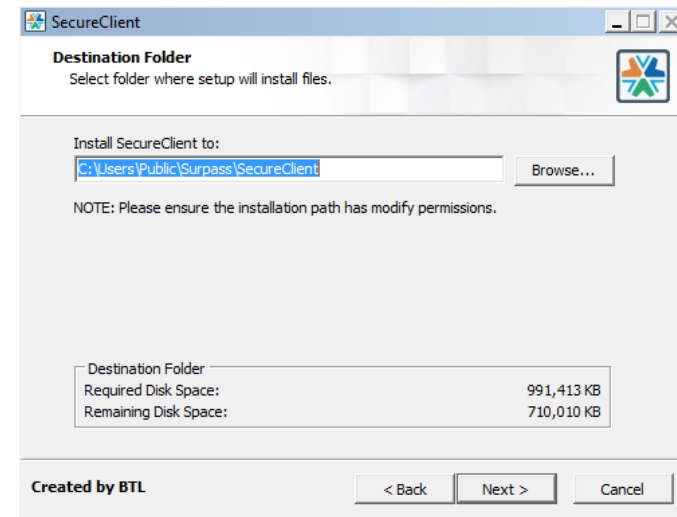 SecureClient
Destination Folder
Select folder where setup will install files.
Install SecureClient to:
C:\Users\Public\Surpass\SecureClient
Browse...
NOTE: Please ensure the installation path has modify permissions.
Destination Folder
Required Disk Space: 991,413 KB
Remaining Disk Space: 710,010 KB
Created by BTL
< Back Next > Cancel